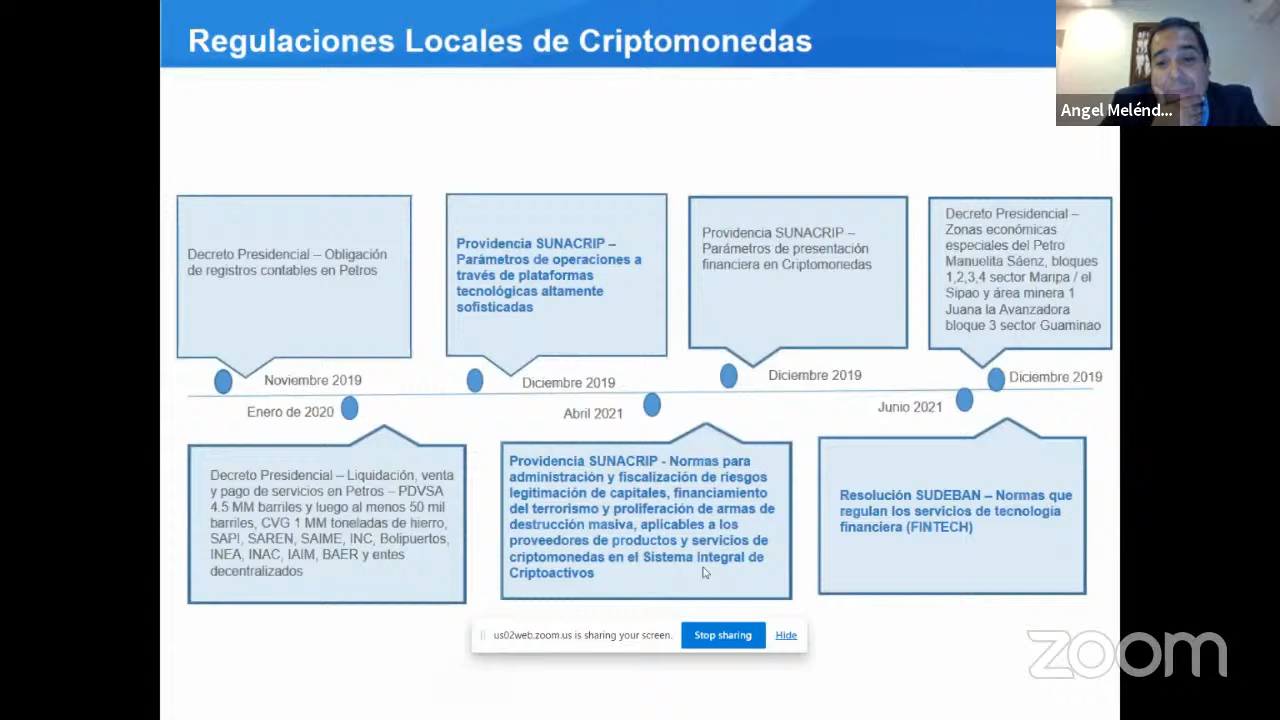 Regulaciones Locales de Criptomonedas
Angel Melénd...
Decreto Presidencial – Obligación
de registros contables en Petros
Providencia SUNACRIP –
Parámetros de operaciones a
través de plataformas
tecnológicas altamente
sofisticadas
Providencia SUNACRIP –
Parámetros de presentación
financiera en Criptomonedas
Decreto Presidencial –
Zonas económicas
especiales del Petro
Manuelita Sáenz, bloques
1,2,3,4 sector Maripa / el
Sipao y área minera 1
Juana la Avanzadora
bloque 3 sector Guaminao
Noviembre 2019
Diciembre 2019
Diciembre 2019
Diciembre 2019
Enero de 2020
Abril 2021
Junio 2021
Decreto Presidencial – Liquidación, venta
y pago de servicios en Petros – PDVSA
4.5 MM barriles y luego al menos 50 mil
barriles, CVG 1 MM toneladas de hierro,
SAPI, SAREN, SAIME, INC, Bolipuertos,
INEA, INAC, IAIM, BAER y entes
decentralizados
Providencia SUNACRIP - Normas para
administración y fiscalización de riesgos
legitimación de capitales, financiamiento
del terrorismo y proliferación de armas de
destrucción masiva, aplicables a los
proveedores de productos y servicios de
criptomonedas en el Sistema Integral de
Criptoactivos
Resolución SUDEBAN – Normas que
regulan los servicios de tecnología
financiera (FINTECH)
us02web.zoom.us is sharing your screen.
Stop sharing
Hide
zoom